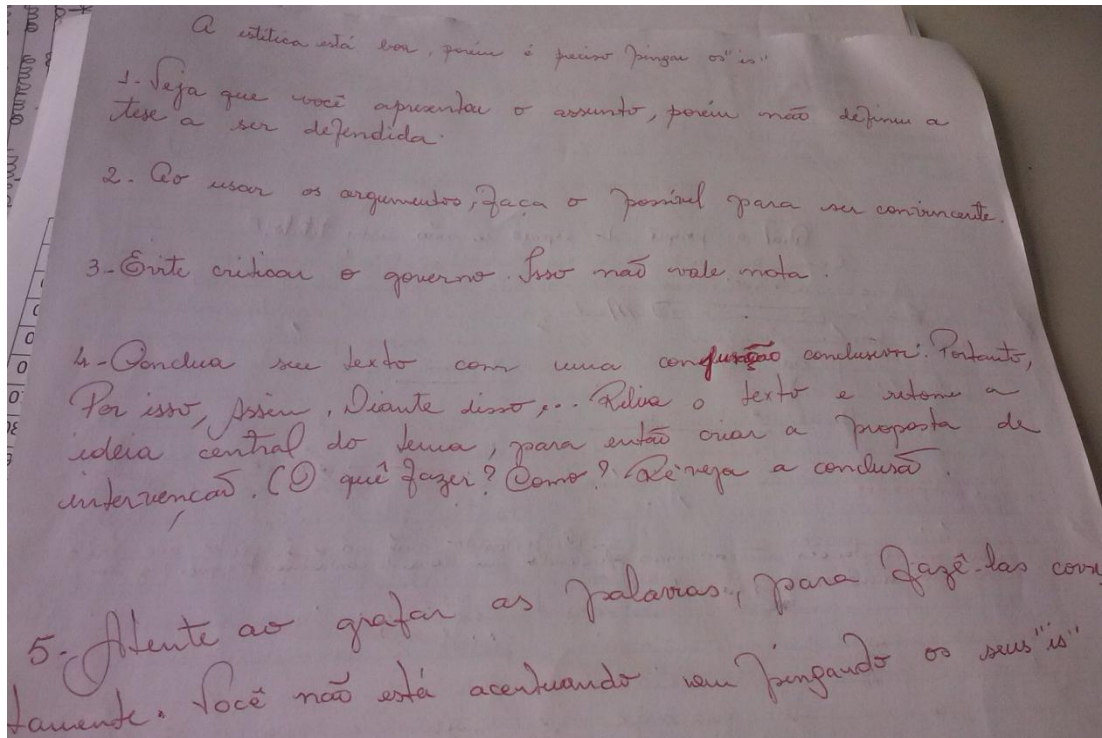 A estética está boa, porém é preciso pingar os "is"
1- Veja que você apresentou o assunto, porém não definiu a
tese a ser defendida.
2- Ao usar os argumentos, faça o possível para ser convincente.
3- Evite criticar o governo. Isso não vale nota.
4- Conclua seu texto com uma conjunção conclusiva: Portanto,
Por isso, Assim, Diante disso,... Releia o texto e retome a
ideia central do tema, para então criar a proposta de
intervenção. (O quê fazer? Como? Reveja a conclusão.
5- Atente ao grafar as palavras, para fazê-las corre
tamente. Você não está acentuando nem pingando os seus "is"